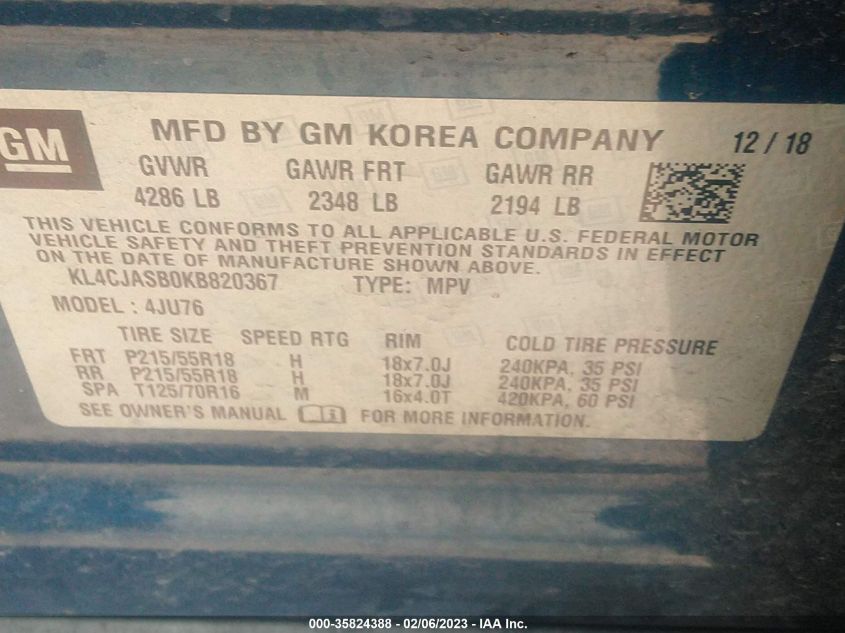 GM MFD BY GM KOREA COMPANY 12 / 18
GVWR GAWR FRT GAWR RR
4286 LB 2348 LB 2194 LB
THIS VEHICLE CONFORMS TO ALL APPLICABLE U.S. FEDERAL MOTOR
VEHICLE SAFETY AND THEFT PREVENTION STANDARDS IN EFFECT
ON THE DATE OF MANUFACTURE SHOWN ABOVE.
KL4CJASB0KB820367 TYPE: MPV
MODEL : 4JU76
TIRE SIZE SPEED RTG RIM COLD TIRE PRESSURE
FRT P215/55R18 H 18x7.0J 240KPA, 35 PSI
RR P215/55R18 H 18x7.0J 240KPA, 35 PSI
SPA T125/70R16 M 16x4.0T 420KPA, 60 PSI
SEE OWNER'S MANUAL FOR MORE INFORMATION.
000-35824388 - 02/06/2023 - IAA Inc.